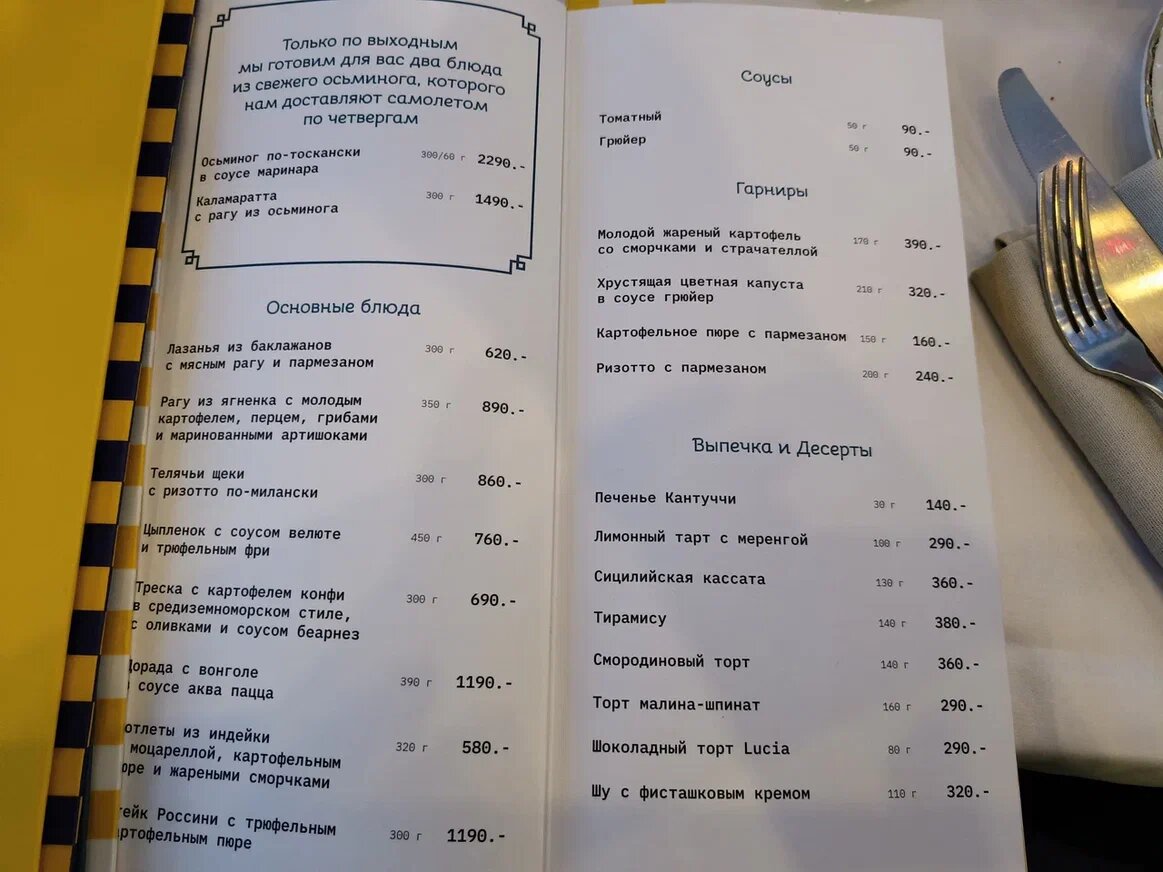 Только по выходным
мы готовим для вас два блюда
из свежего осьминога, которого
нам доставляют самолетом
по четвергам
Осьминог по-тоскански 300/60 г 2290.-
в соусе маринара
Каламаратта 300 г 1490.-
с рагу из осьминога
Основные блюда
Лазанья из баклажанов 300 г 620.-
с мясным рагу и пармезаном
Рагу из ягненка с молодым 350 г 890.-
картофелем, перцем, грибами
и маринованными артишоками
Телячьи щеки 300 г 860.-
с ризотто по-милански
Цыпленок с соусом велюте 450 г 760.-
и трюфельным фри
Треска с картофелем конфи 300 г 690.-
в средиземноморском стиле,
с оливками и соусом беарнез
Дорада с вонголе 390 г 1190.-
соусе аква пацца
отлеты из индейки 320 г 580.-
моцареллой, картофельным
юре и жареными сморчками
тейк Россини с трюфельным 300 г 1190.-
артофельным пюре
Соусы
Томатный 50 г 90.-
Грюйер 50 г 90.-
Гарниры
Молодой жареный картофель 170 г 390.-
со сморчками и страчателлой
Хрустящая цветная капуста 210 г 320.-
в соусе грюйер
Картофельное пюре с пармезаном 150 г 160.-
Ризотто с пармезаном 200 г 240.-
Выпечка и Десерты
Печенье Кантуччи 30 г 140.-
Лимонный тарт с меренгой 100 г 290.-
Сицилийская кассата 130 г 360.-
Тирамису 140 г 380.-
Смородиновый торт 140 г 360.-
Торт малина-шпинат 160 г 290.-
Шоколадный торт Lucia 80 г 290.-
Шу с фисташковым кремом 110 г 320.-